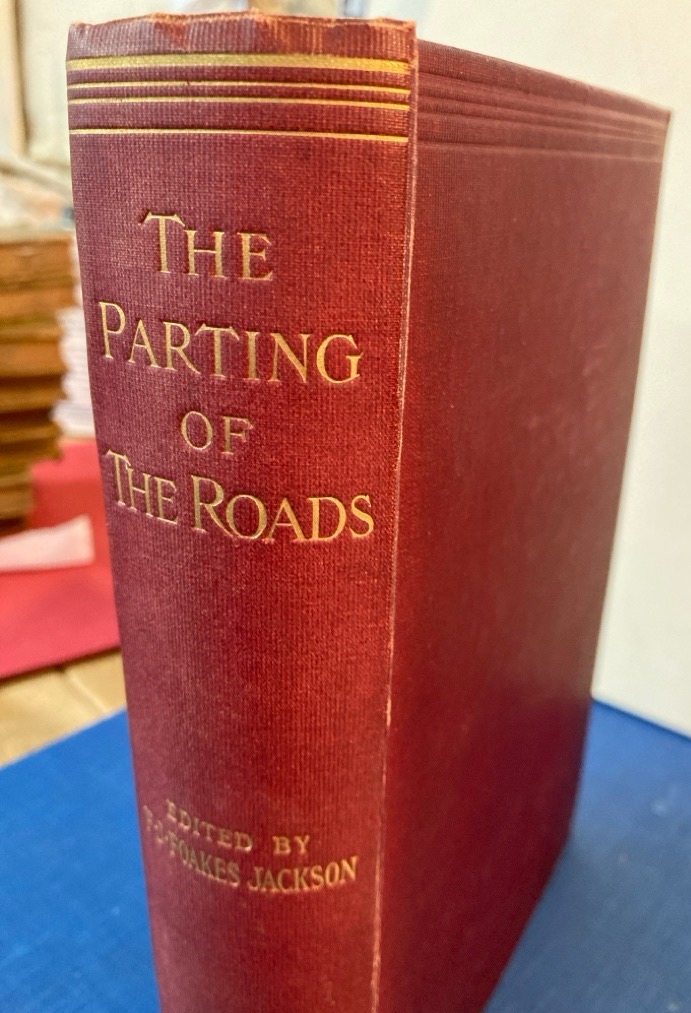 THE
PARTING
OF
THE ROADS
EDITED BY
F. J. FOAKES JACKSON